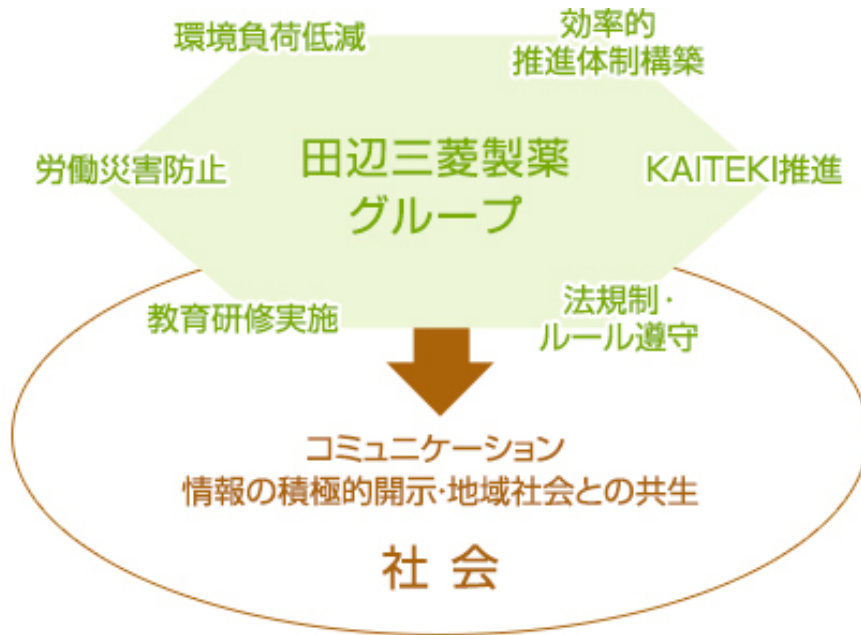 環境負荷低減
効率的
推進体制構築
労働災害防止
田辺三菱製薬
グループ
KAITEKI推進
教育研修実施
法規制・
ルール遵守
コミュニケーション
情報の積極的開示・地域社会との共生
社会